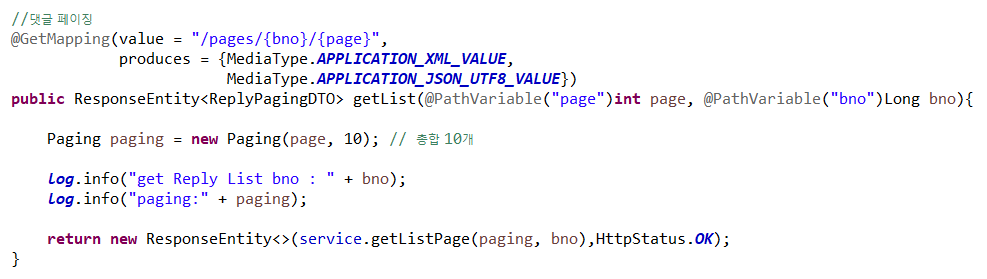 //댓글 페이징
@GetMapping(value = "/pages/{bno}/{page}",
            produces = {MediaType.APPLICATION_XML_VALUE,
                        MediaType.APPLICATION_JSON_UTF8_VALUE})
public ResponseEntity<ReplyPagingDTO> getList(@PathVariable("page")int page, @PathVariable("bno")Long bno){
    Paging paging = new Paging(page, 10); // 총합 10개
    log.info("get Reply List bno : " + bno);
    log.info("paging:" + paging);
    return new ResponseEntity<>(service.getListPage(paging, bno),HttpStatus.OK);
}